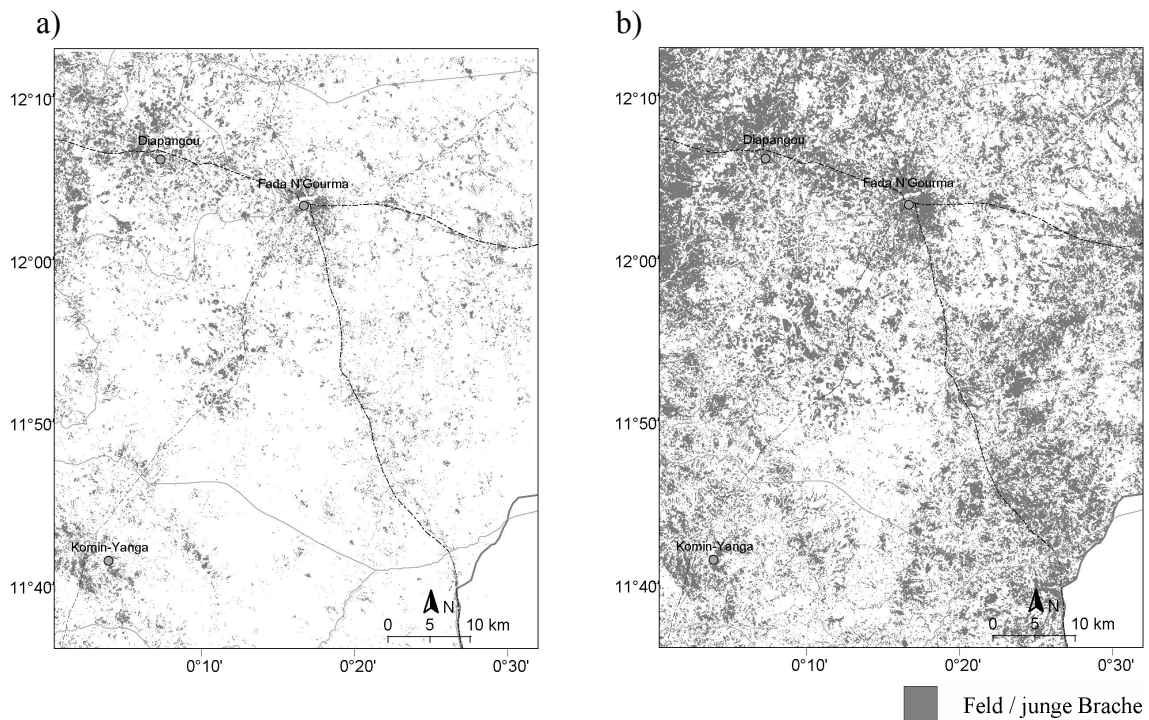 a)
12°10'
12°00'
11°50'
11°40'
Diapangou
Fada N'Gourma
Komin-Yanga
N
0 5 10 km
0°10' 0°20' 0°30'
b)
12°10'
12°00'
11°50'
11°40'
Diapangou
Fada N'Gourma
Komin-Yanga
N
0 5 10 km
0°10' 0°20' 0°30'
Feld / junge Brache